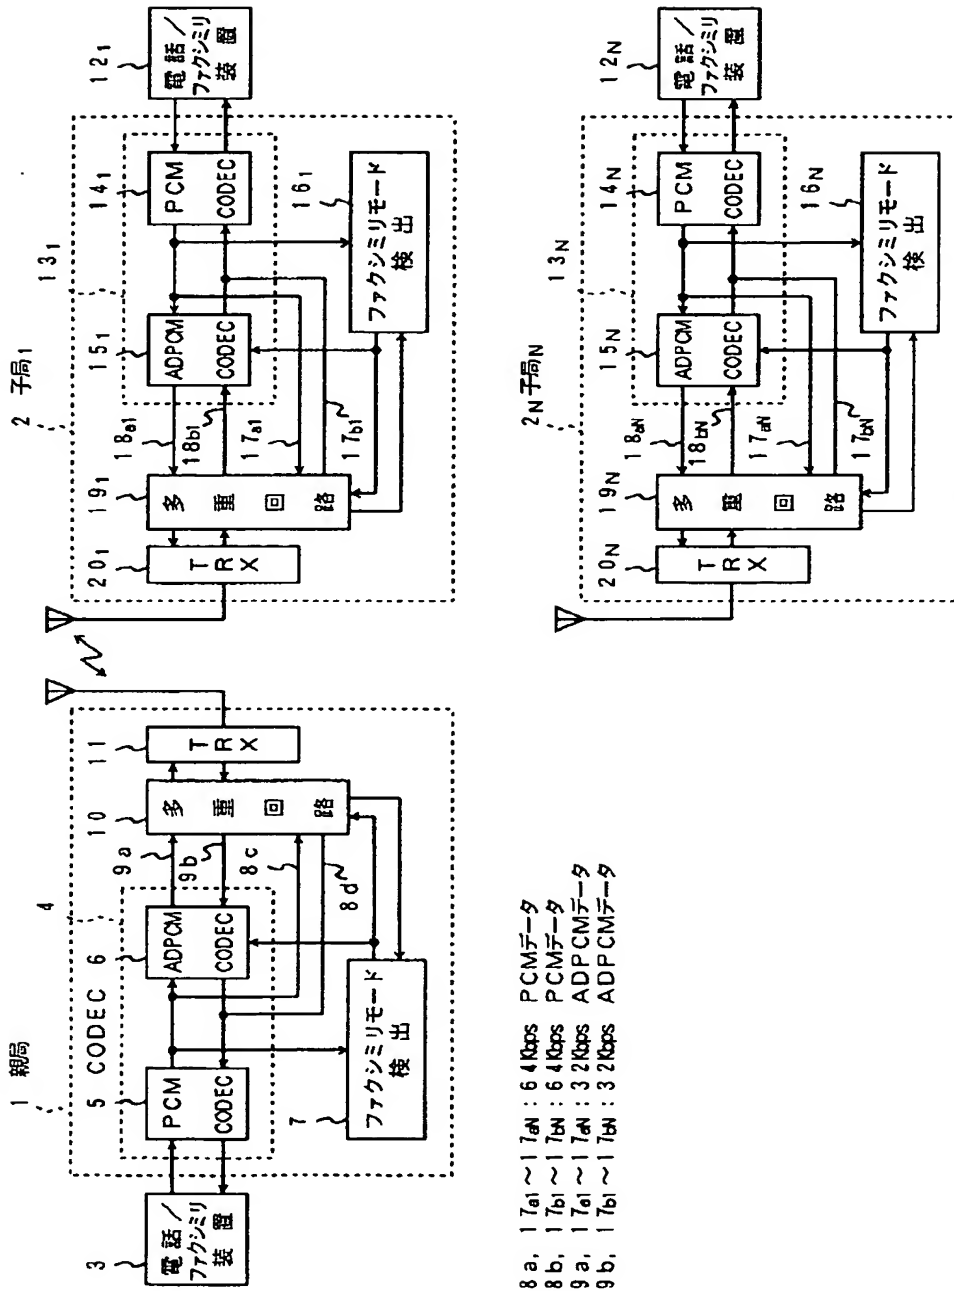 1 親局
4
5 CODEC 6
10
11
PCM
CODEC
ADPCM
CODEC
9a
9b
8c
8d
多重回路
TRX
3
電話/
ファクシミリ
装置
7
ファクシミリモード
検出
2 子局1
13₁
20₁
19₁
18a1
18b1
17a1
17b1
15₁
14₁
12₁
TRX
多重回路
ADPCM
CODEC
PCM
CODEC
電話/
ファクシミリ
装置
16₁
ファクシミリモード
検出
2N 子局N
13N
20N
19N
18aN
18bN
17aN
17bN
15N
14N
12N
TRX
多重回路
ADPCM
CODEC
PCM
CODEC
電話/
ファクシミリ
装置
16N
ファクシミリモード
検出
8a, 17a1～17aN : 64Kbps PCMデータ
8b, 17b1～17bN : 64Kbps PCMデータ
9a, 17a1～17aN : 32Kbps ADPCMデータ
9b, 17b1～17bN : 32Kbps ADPCMデータ